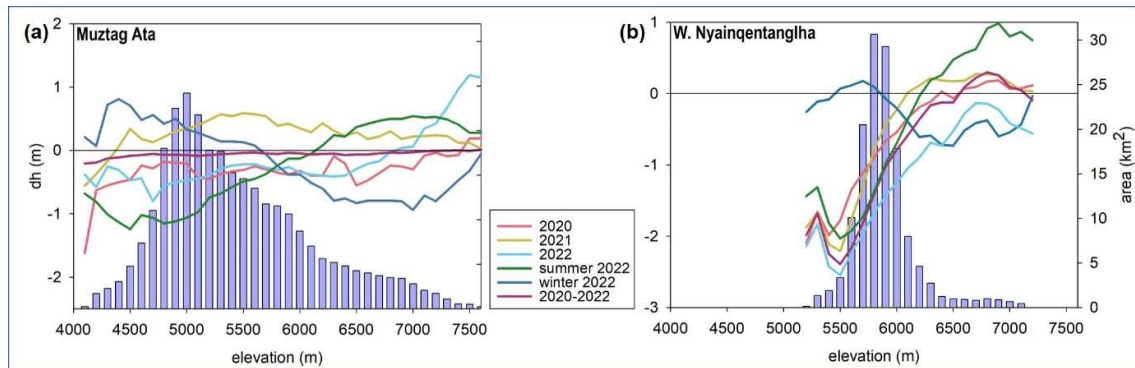 (a) Muztag Ata
2
1
0
-1
-2
dh (m)
4000 4500 5000 5500 6000 6500 7000 7500
elevation (m)
2020
2021
2022
summer 2022
winter 2022
2020-2022
(b) W. Nyainqentanglha
1
0
-1
-2
-3
30
25
20
15
10
5
0
area (km²)
4000 4500 5000 5500 6000 6500 7000 7500
elevation (m)